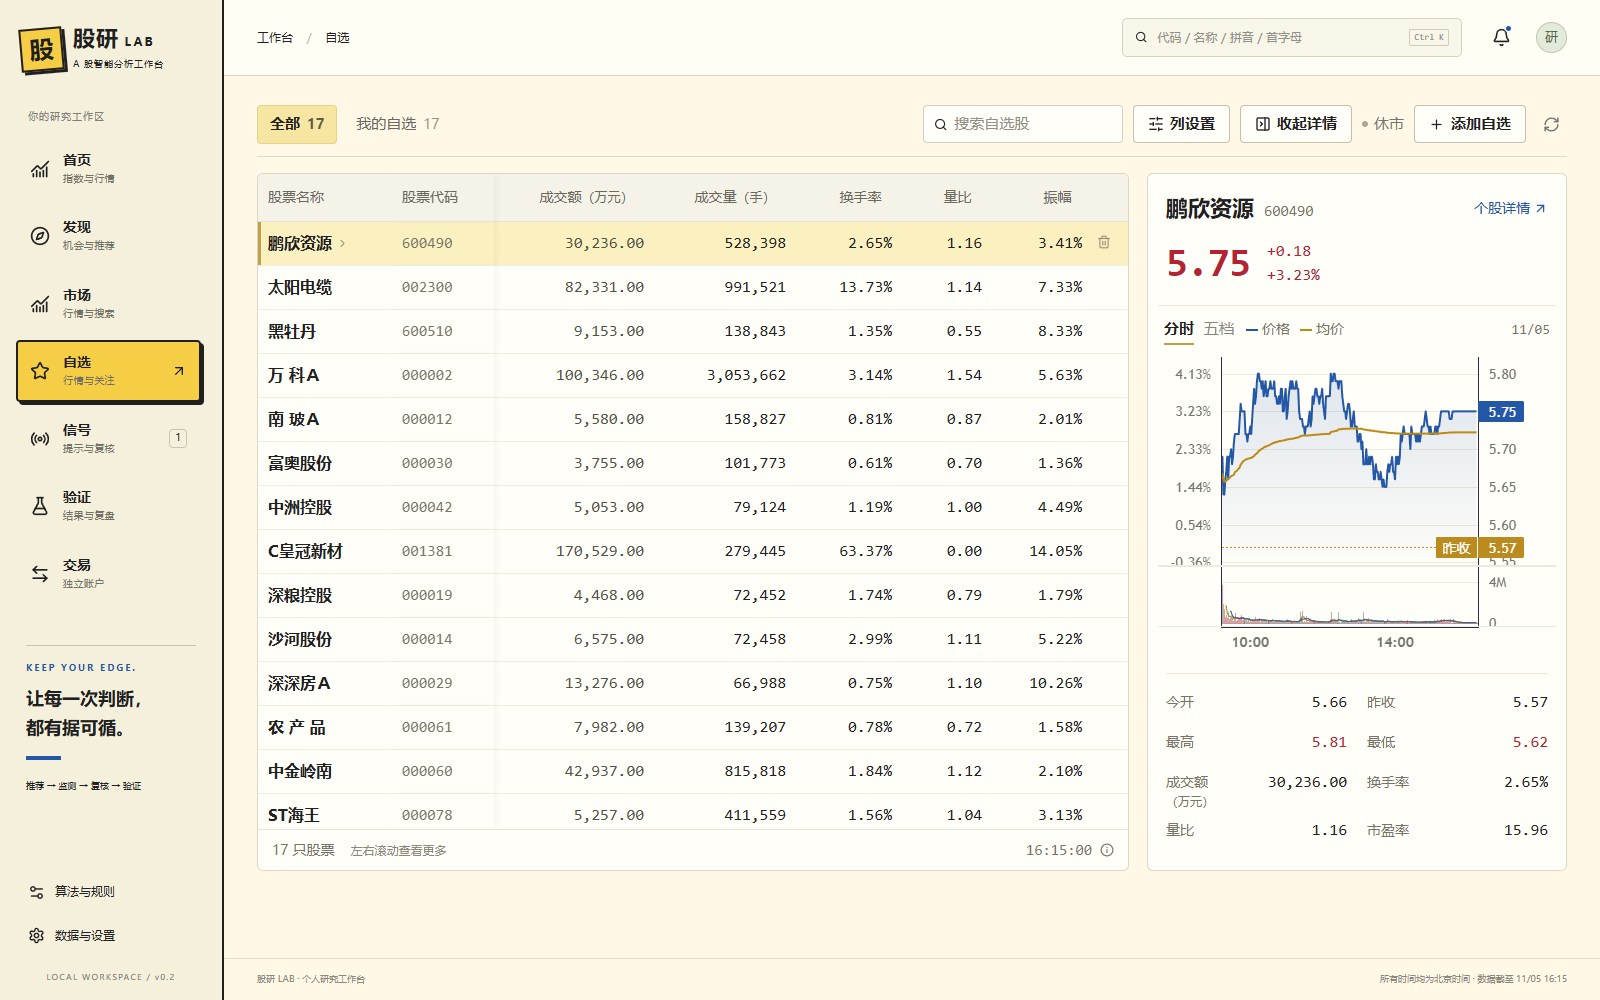 股
股研 LAB
A 股智能分析工作台
你的研究工作区
首页
指数与行情
发现
机会与推荐
市场
行情与搜索
自选
行情与关注
信号
提示与复核
1
验证
结果与复盘
交易
独立账户
KEEP YOUR EDGE.
让每一次判断,
都有据可循。
推荐 → 监测 → 复核 → 验证
算法与规则
数据与设置
LOCAL WORKSPACE / v0.2
工作台 / 自选
代码 / 名称 / 拼音 / 首字母 Ctrl K
研
全部 17 我的自选 17
搜索自选股 列设置 收起详情 休市 添加自选
股票名称 股票代码 成交额 (万元) 成交量 (手) 换手率 量比 振幅
鹏欣资源 600490 30,236.00 528,398 2.65% 1.16 3.41%
太阳电缆 002300 82,331.00 991,521 13.73% 1.14 7.33%
黑牡丹 600510 9,153.00 138,843 1.35% 0.55 8.33%
万 科A 000002 100,346.00 3,053,662 3.14% 1.54 5.63%
南 玻A 000012 5,580.00 158,827 0.81% 0.87 2.01%
富奥股份 000030 3,755.00 101,773 0.61% 0.70 1.36%
中洲控股 000042 5,053.00 79,124 1.19% 1.00 4.49%
C皇冠新材 001381 170,529.00 279,445 63.37% 0.00 14.05%
深粮控股 000019 4,468.00 72,452 1.74% 0.79 1.79%
沙河股份 000014 6,575.00 72,458 2.99% 1.11 5.22%
深深房A 000029 13,276.00 66,988 0.75% 1.10 10.26%
农 产 品 000061 7,982.00 139,207 0.78% 0.72 1.58%
中金岭南 000060 42,937.00 815,818 1.84% 1.12 2.10%
ST海王 000078 5,257.00 411,559 1.56% 1.04 3.13%
17 只股票 左右滚动查看更多 16:15:00
鹏欣资源 600490 个股详情
5.75
+0.18
+3.23%
分时 五档 价格 均价 11/05
4.13% 5.80
3.23% 5.75
2.33% 5.70
1.44% 5.65
0.54% 5.60
昨收 5.57
-0.36% 5.55
4M
0
10:00 14:00
今开 5.66 昨收 5.57
最高 5.81 最低 5.62
成交额 30,236.00 换手率 2.65%
(万元)
量比 1.16 市盈率 15.96
股研 LAB · 个人研究工作台
所有时间均为北京时间 · 数据截至 11/05 16:15